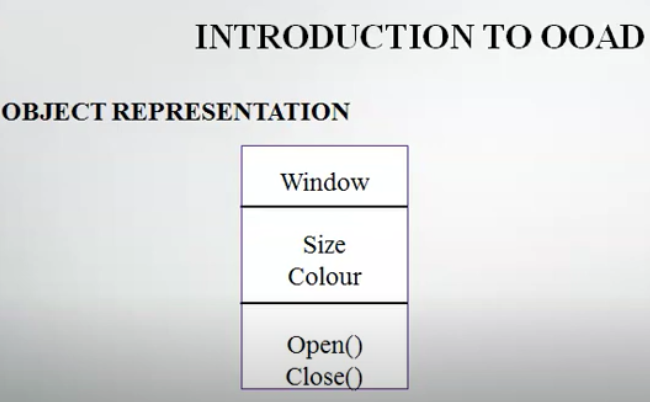 INTRODUCTION TO OOAD
OBJECT REPRESENTATION
Window
Size
Colour
Open()
Close()